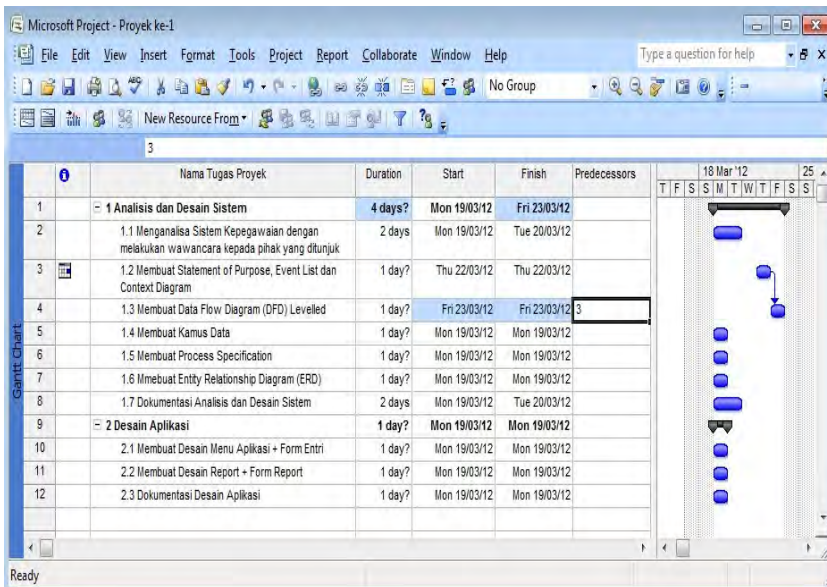 Microsoft Project - Proyek ke-1
File Edit View Insert Format Tools Project Report Collaborate Window Help Type a question for help
No Group
New Resource From
3
Nama Tugas Proyek Duration Start Finish Predecessors 18 Mar '12 25
T F S S M T W T F S S
1 - 1 Analisis dan Desain Sistem 4 days? Mon 19/03/12 Fri 23/03/12
2 1.1 Menganalisa Sistem Kepegawaian dengan 2 days Mon 19/03/12 Tue 20/03/12
melakukan wawancara kepada pihak yang ditunjuk
3 1.2 Membuat Statement of Purpose, Event List dan 1 day? Thu 22/03/12 Thu 22/03/12
Context Diagram
4 1.3 Membuat Data Flow Diagram (DFD) Levelled 1 day? Fri 23/03/12 Fri 23/03/12 3
5 1.4 Membuat Kamus Data 1 day? Mon 19/03/12 Mon 19/03/12
6 1.5 Membuat Process Specification 1 day? Mon 19/03/12 Mon 19/03/12
7 1.6 Mmebuat Entity Relationship Diagram (ERD) 1 day? Mon 19/03/12 Mon 19/03/12
8 1.7 Dokumentasi Analisis dan Desain Sistem 2 days Mon 19/03/12 Tue 20/03/12
9 - 2 Desain Aplikasi 1 day? Mon 19/03/12 Mon 19/03/12
10 2.1 Membuat Desain Menu Aplikasi + Form Entri 1 day? Mon 19/03/12 Mon 19/03/12
11 2.2 Membuat Desain Report + Form Report 1 day? Mon 19/03/12 Mon 19/03/12
12 2.3 Dokumentasi Desain Aplikasi 1 day? Mon 19/03/12 Mon 19/03/12
Gantt Chart
Ready